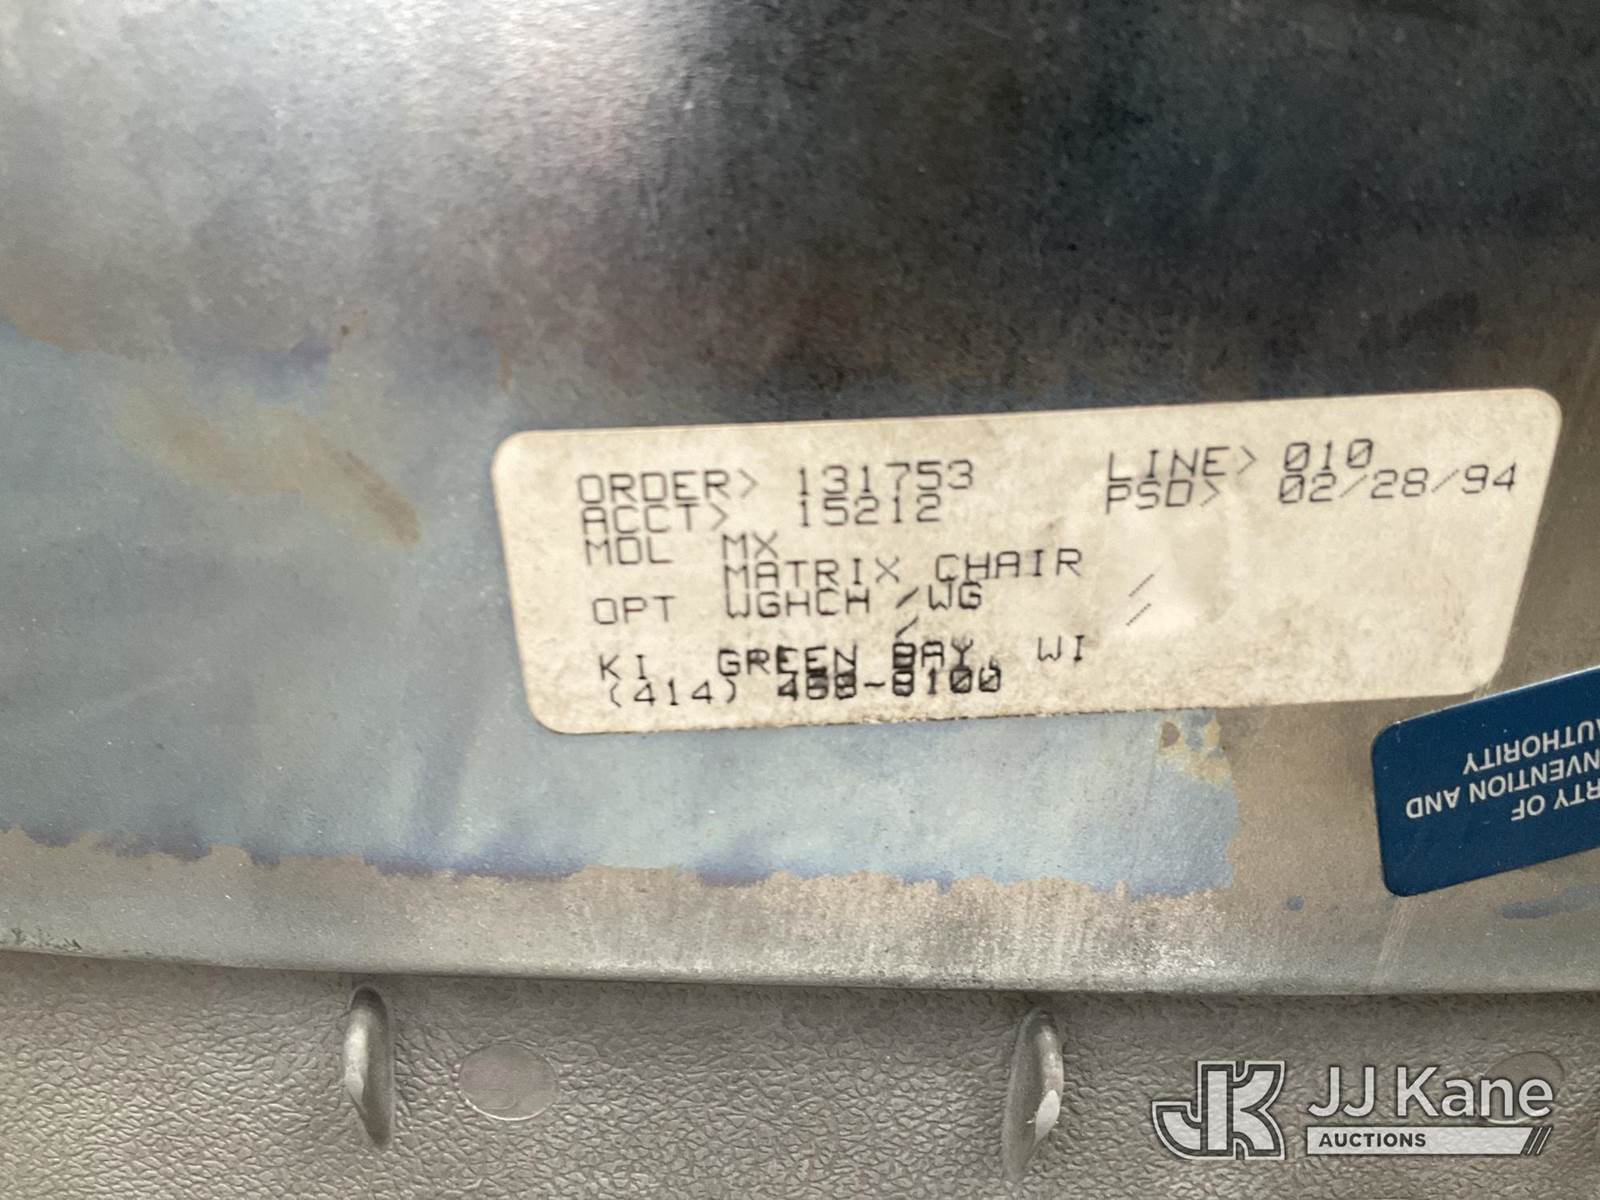 ORDER> 131753 LINE> 010
ACCT> 15212 PSD> 02/28/94
MDL MX
MATRIX CHAIR /
OPT WGHCH /WG /
/
KI GREEN BAY, WI
(414) 468-8100
RTY OF
NVENTION AND
AUTHORITY
JK JJ Kane
AUCTIONS